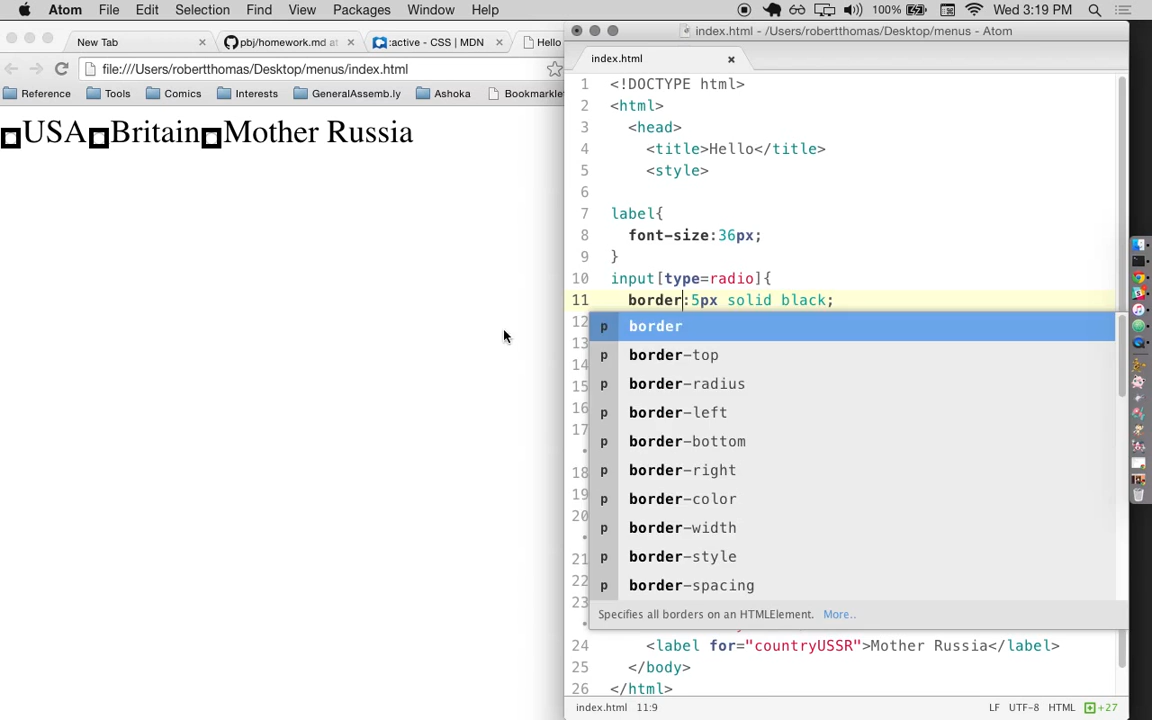 Atom File Edit Selection Find View Packages Window Help 100% Wed 3:19 PM
New Tab pbj/homework.md at :active - CSS | MDN Hello
file:///Users/robertthomas/Desktop/menus/index.html
Reference Tools Comics Interests GeneralAssemb.ly Ashoka Bookmarklet
USA Britain Mother Russia
index.html - /Users/robertthomas/Desktop/menus - Atom
index.html
1 <!DOCTYPE html>
2 <html>
3 <head>
4 <title>Hello</title>
5 <style>
6
7 label{
8 font-size:36px;
9 }
10 input[type=radio]{
11 border:5px solid black;
12
13
14
15
16
17
18
19
20
21
22
23
p border
p border-top
p border-radius
p border-left
p border-bottom
p border-right
p border-color
p border-width
p border-style
p border-spacing
Specifies all borders on an HTMLElement. More..
24 <label for="countryUSSR">Mother Russia</label>
25 </body>
26 </html>
index.html 11:9 LF UTF-8 HTML +27